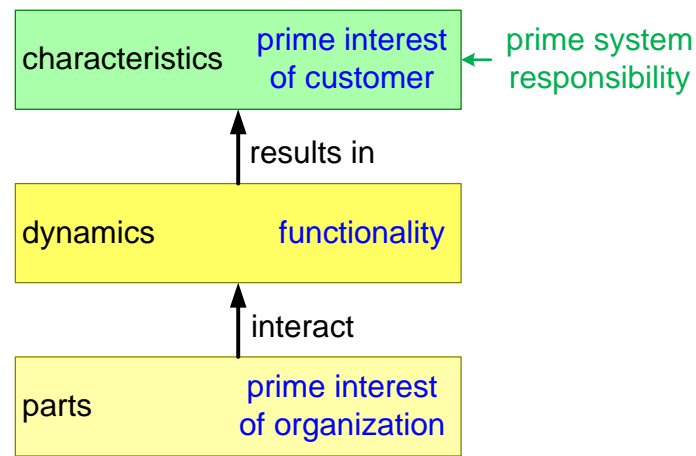 characteristics
prime interest
of customer
prime system
responsibility
results in
dynamics
functionality
interact
parts
prime interest
of organization